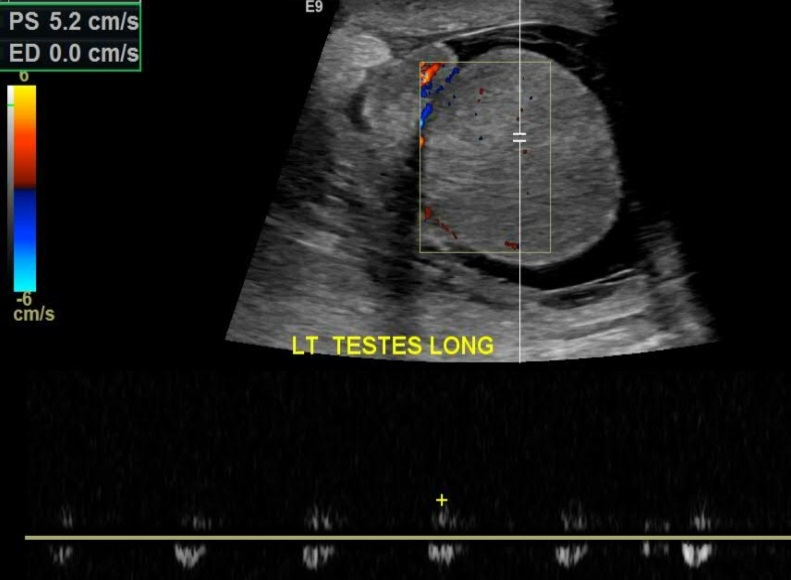 E9
PS 5.2 cm/s
ED 0.0 cm/s
6
-6
cm/s
LT TESTES LONG